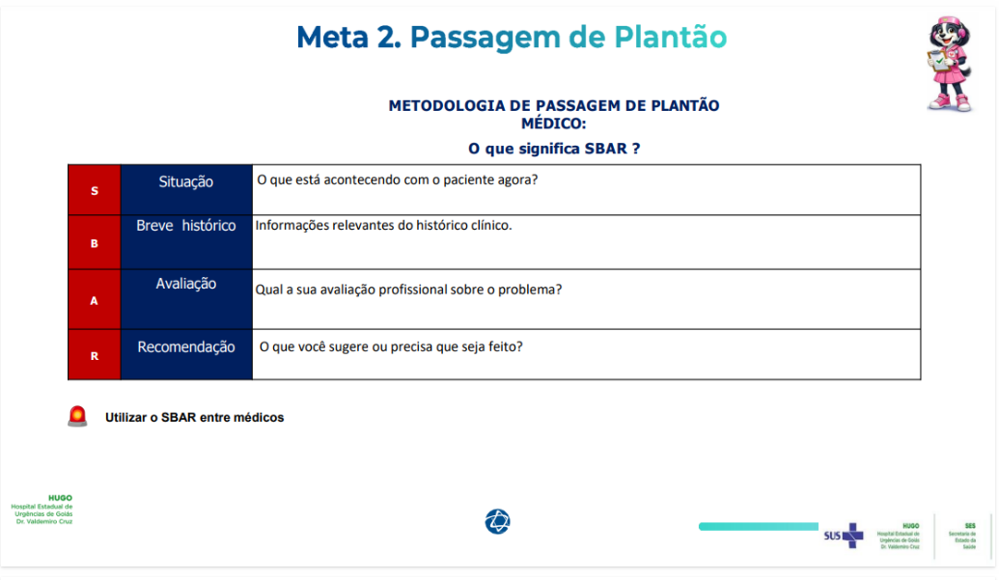 Meta 2. Passagem de Plantão
METODOLOGIA DE PASSAGEM DE PLANTÃO
MÉDICO:
O que significa SBAR ?
S
Situação
O que está acontecendo com o paciente agora?
B
Breve histórico
Informações relevantes do histórico clínico.
A
Avaliação
Qual a sua avaliação profissional sobre o problema?
R
Recomendação
O que você sugere ou precisa que seja feito?
Utilizar o SBAR entre médicos
HUGO
Hospital Estadual de
Urgências de Goiás
Dr. Valdemiro Cruz
SUS
HUGO
Hospital Estadual de
Urgências de Goiás
Dr. Valdemiro Cruz
SES
Secretaria de
Estado da
Saúde